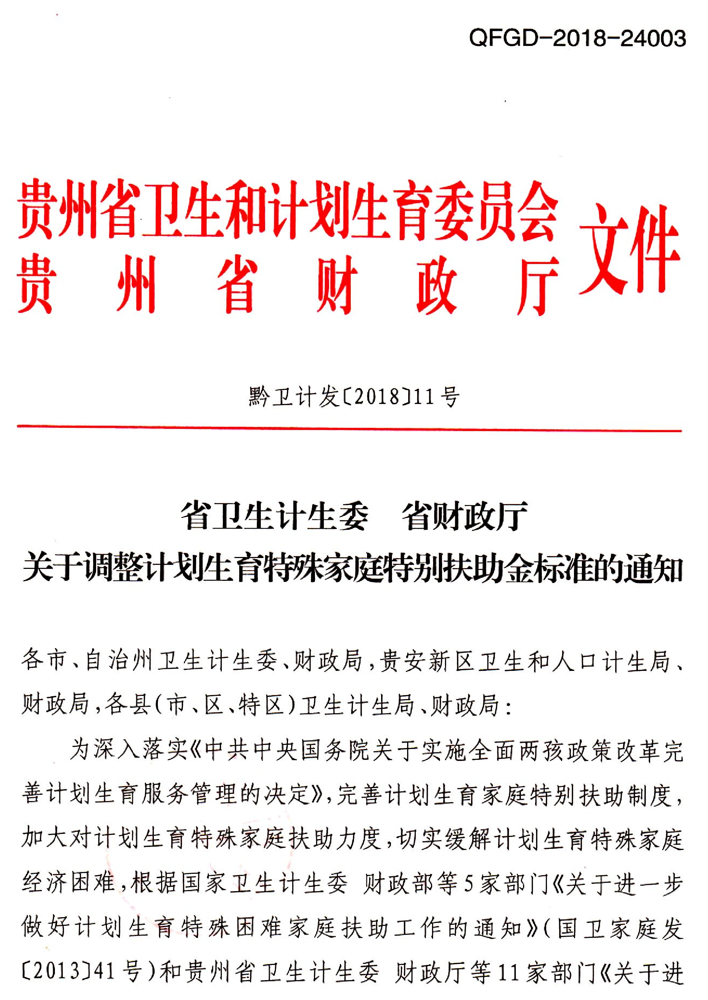 QFGD-2018-24003
贵州省卫生和计划生育委员会
贵州省财政厅
文件
黔卫计发〔2018〕11号
省卫生计生委 省财政厅
关于调整计划生育特殊家庭特别扶助金标准的通知
各市、自治州卫生计生委、财政局,贵安新区卫生和人口计生局、
财政局,各县(市、区、特区)卫生计生局、财政局:
为深入落实《中共中央国务院关于实施全面两孩政策改革完
善计划生育服务管理的决定》,完善计划生育家庭特别扶助制度,
加大对计划生育特殊家庭扶助力度,切实缓解计划生育特殊家庭
经济困难,根据国家卫生计生委 财政部等5家部门《关于进一步
做好计划生育特殊困难家庭扶助工作的通知》(国卫家庭发
〔2013〕41号)和贵州省卫生计生委 财政厅等11家部门《关于进